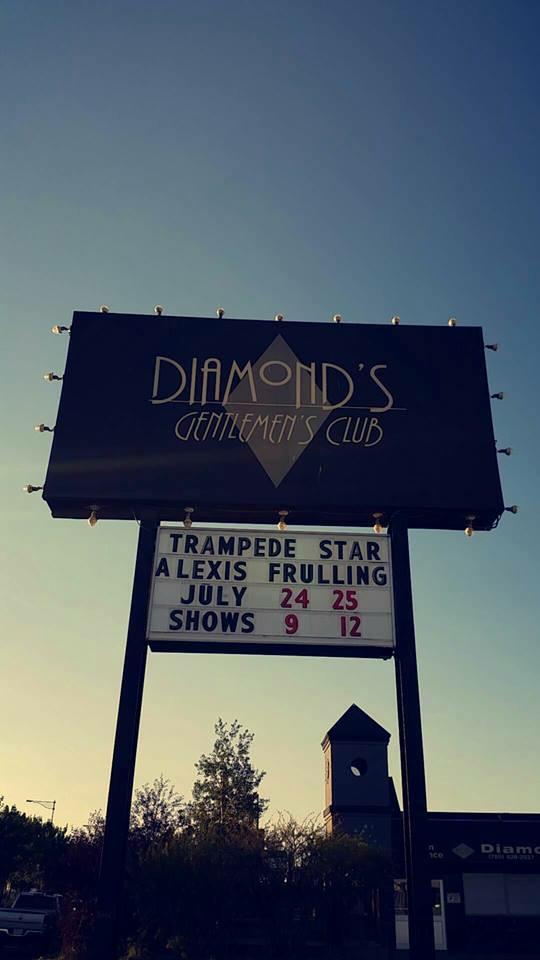 DIAMOND'S
GENTLEMEN'S CLUB
TRAMPEDE STAR
ALEXIS FRULLING
JULY 24 25
SHOWS 9 12
Diamo